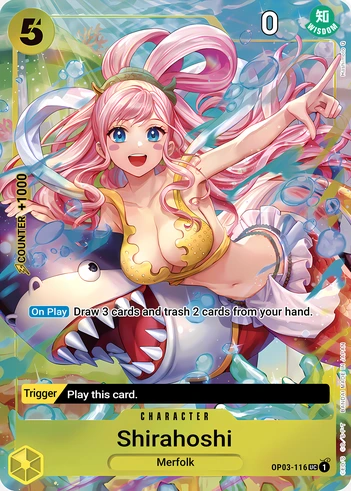 5
0
知
WISDOM
COUNTER +1000
On Play Draw 3 cards and trash 2 cards from your hand.
Trigger Play this card.
CHARACTER
Shirahoshi
Merfolk
OP03-116 UC 1